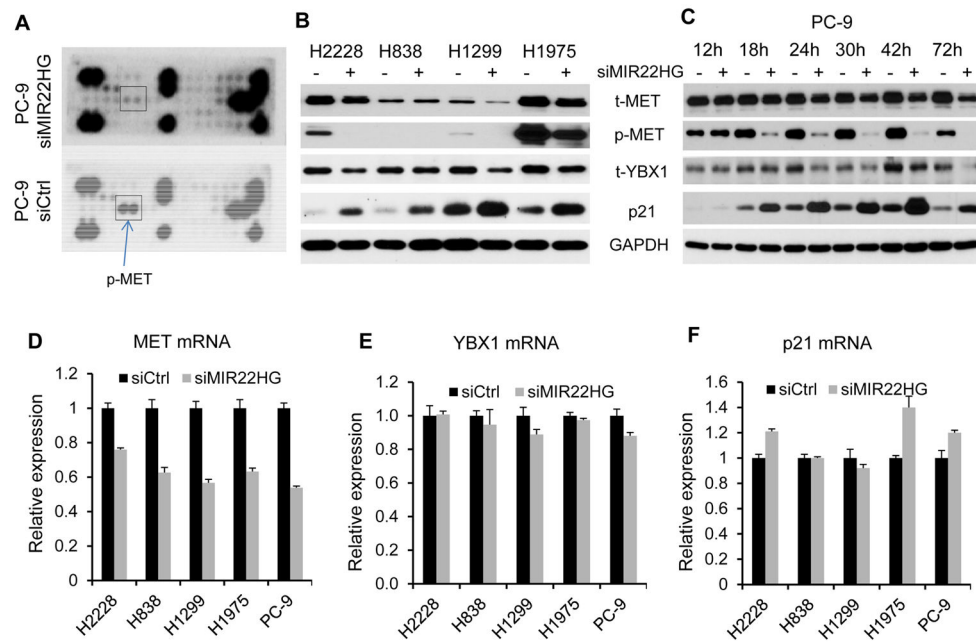 A
PC-9
siMIR22HG
PC-9
siCtrl
p-MET
B
H2228 H838 H1299 H1975
- + - + - + - +
siMIR22HG
t-MET
p-MET
t-YBX1
p21
GAPDH
C
PC-9
12h 18h 24h 30h 42h 72h
- + - + - + - + - + - +
D
MET mRNA
siCtrl siMIR22HG
Relative expression
1.2
1
0.8
0.6
0.4
0.2
0
H2228 H838 H1299 H1975 PC-9
E
YBX1 mRNA
siCtrl siMIR22HG
Relative expression
1.2
1.0
0.8
0.6
0.4
0.2
0.0
H2228 H838 H1299 H1975 PC-9
F
p21 mRNA
siCtrl siMIR22HG
Relative expression
1.6
1.4
1.2
1.0
0.8
0.6
0.4
0.2
0
H2228 H838 H1299 H1975 PC-9